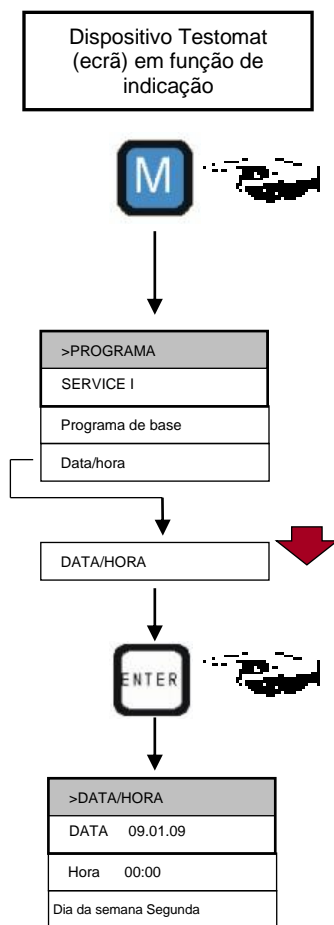 Dispositivo Testomat
(ecrã) em função de
indicação
M
>PROGRAMA
SERVICE I
Programa de base
Data/hora
DATA/HORA
ENTER
>DATA/HORA
DATA 09.01.09
Hora 00:00
Dia da semana Segunda